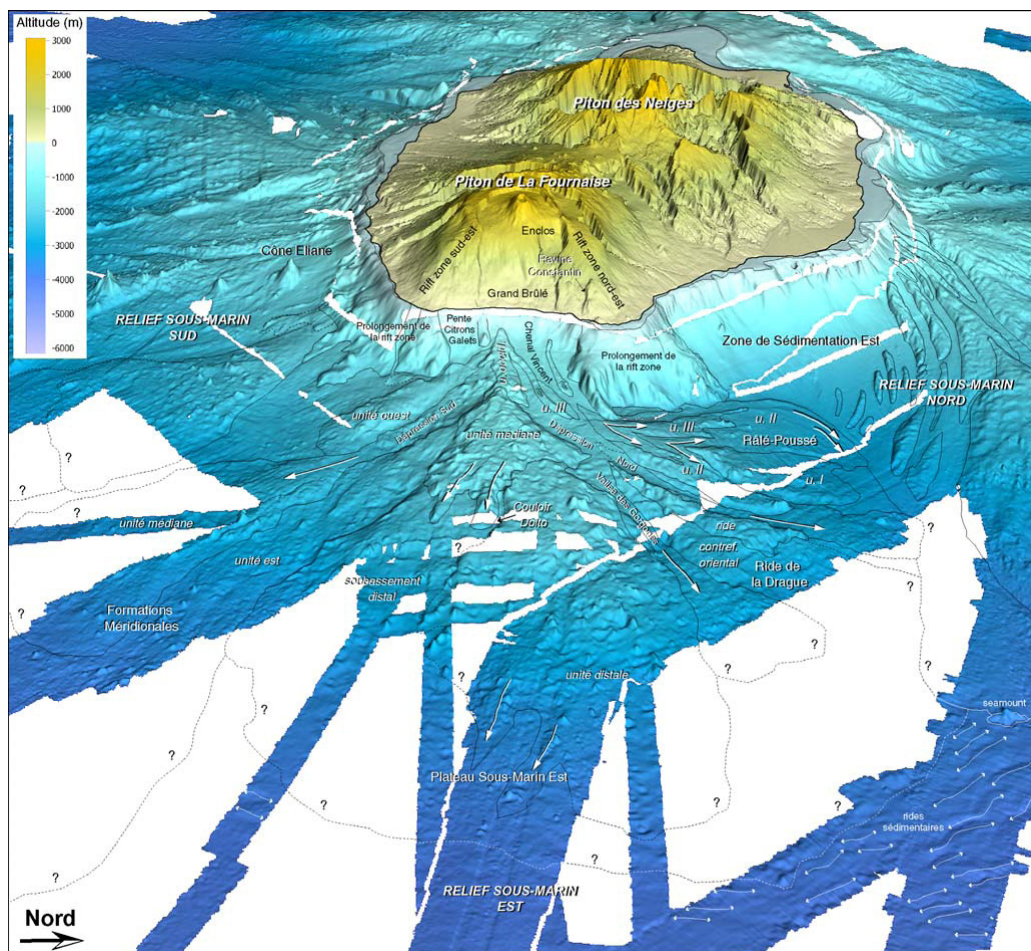 Altitude (m)
3000
2000
1000
0
-1000
-2000
-3000
-4000
-5000
-6000
Piton des Neiges
Piton de La Fournaise
Enclos
Rift zone sud-est
Rift zone nord-est
Ravine
Constantin
Grand Brûlé
Cône Eliane
RELIEF SOUS-MARIN
SUD
Prolongement de
la rift zone
Pente
Citrons
Galets
Chenal Vincent
Prolongement de
la rift zone
Zone de Sédimentation Est
RELIEF SOUS-MARIN
NORD
unité ouest
Dépression Sud
unité médiane
u. III
Dépression
Nord
u. III
u. II
u. II
Râlé-Poussé
u. I
?
?
?
unité médiane
unité est
Couloir
Dolto
?
ride
contref.
oriental
Ride de
la Drague
soubassement
distal
Formations
Méridionales
?
?
?
?
?
?
?
unité distale
seamount
?
?
?
Plateau Sous-Marin Est
?
?
rides
sédimentaires
?
RELIEF SOUS-MARIN
EST
Nord